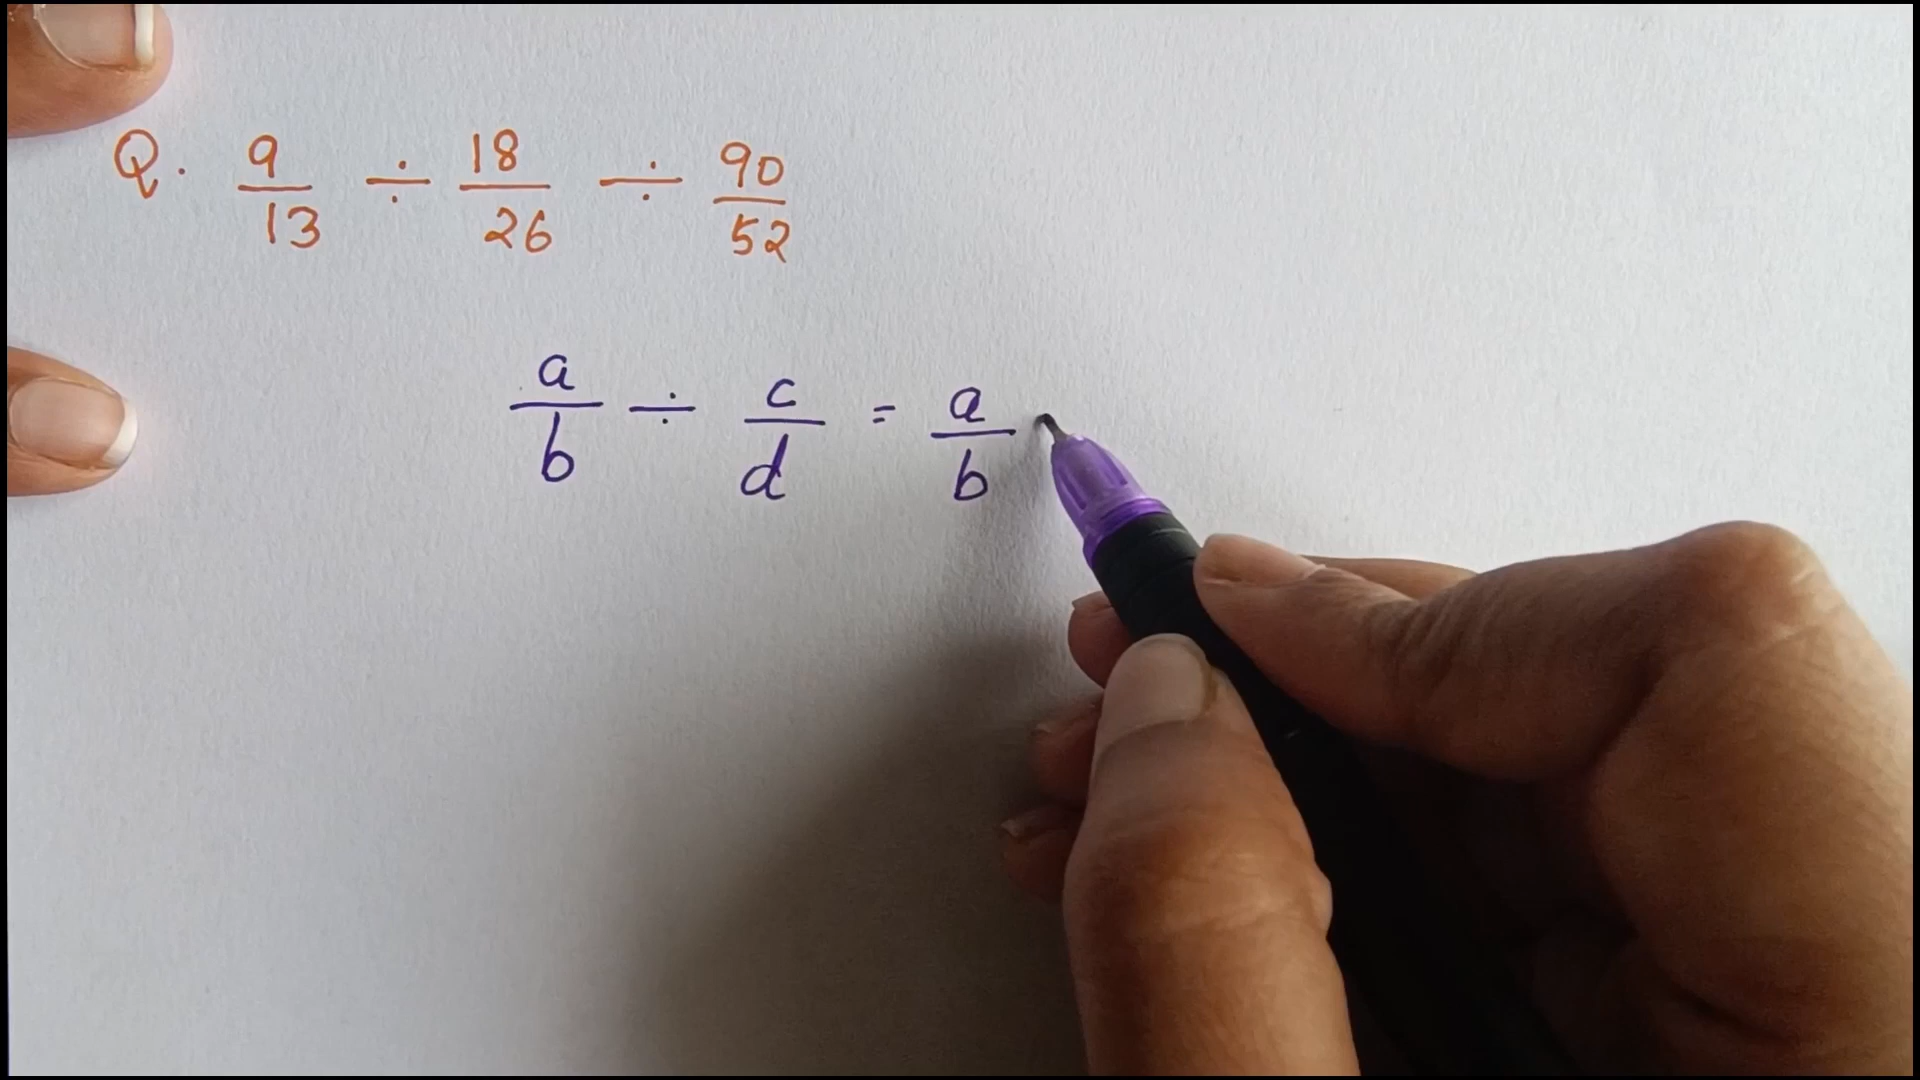 Q. 9/13 ÷ 18/26 ÷ 90/52
a/b ÷ c/d = a/b